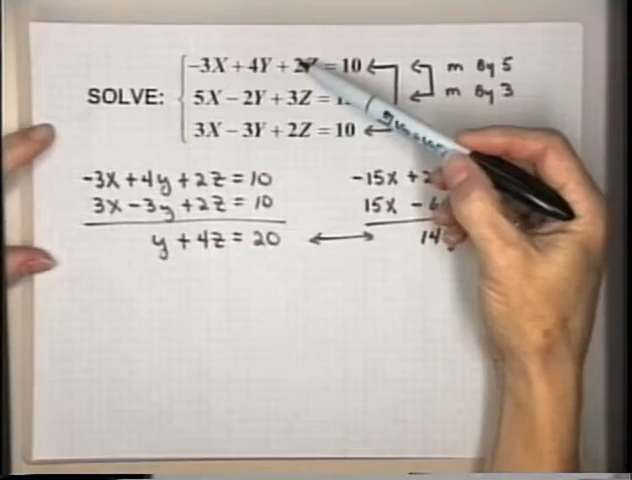 -3X + 4Y + 2Z = 10
m By 5
SOLVE:
5X - 2Y + 3Z =
m By 3
3X - 3Y + 2Z = 10
-3X + 4y + 2Z = 10
3X - 3y + 2Z = 10
y + 4Z = 20
-15X + 2
15X - 6
14